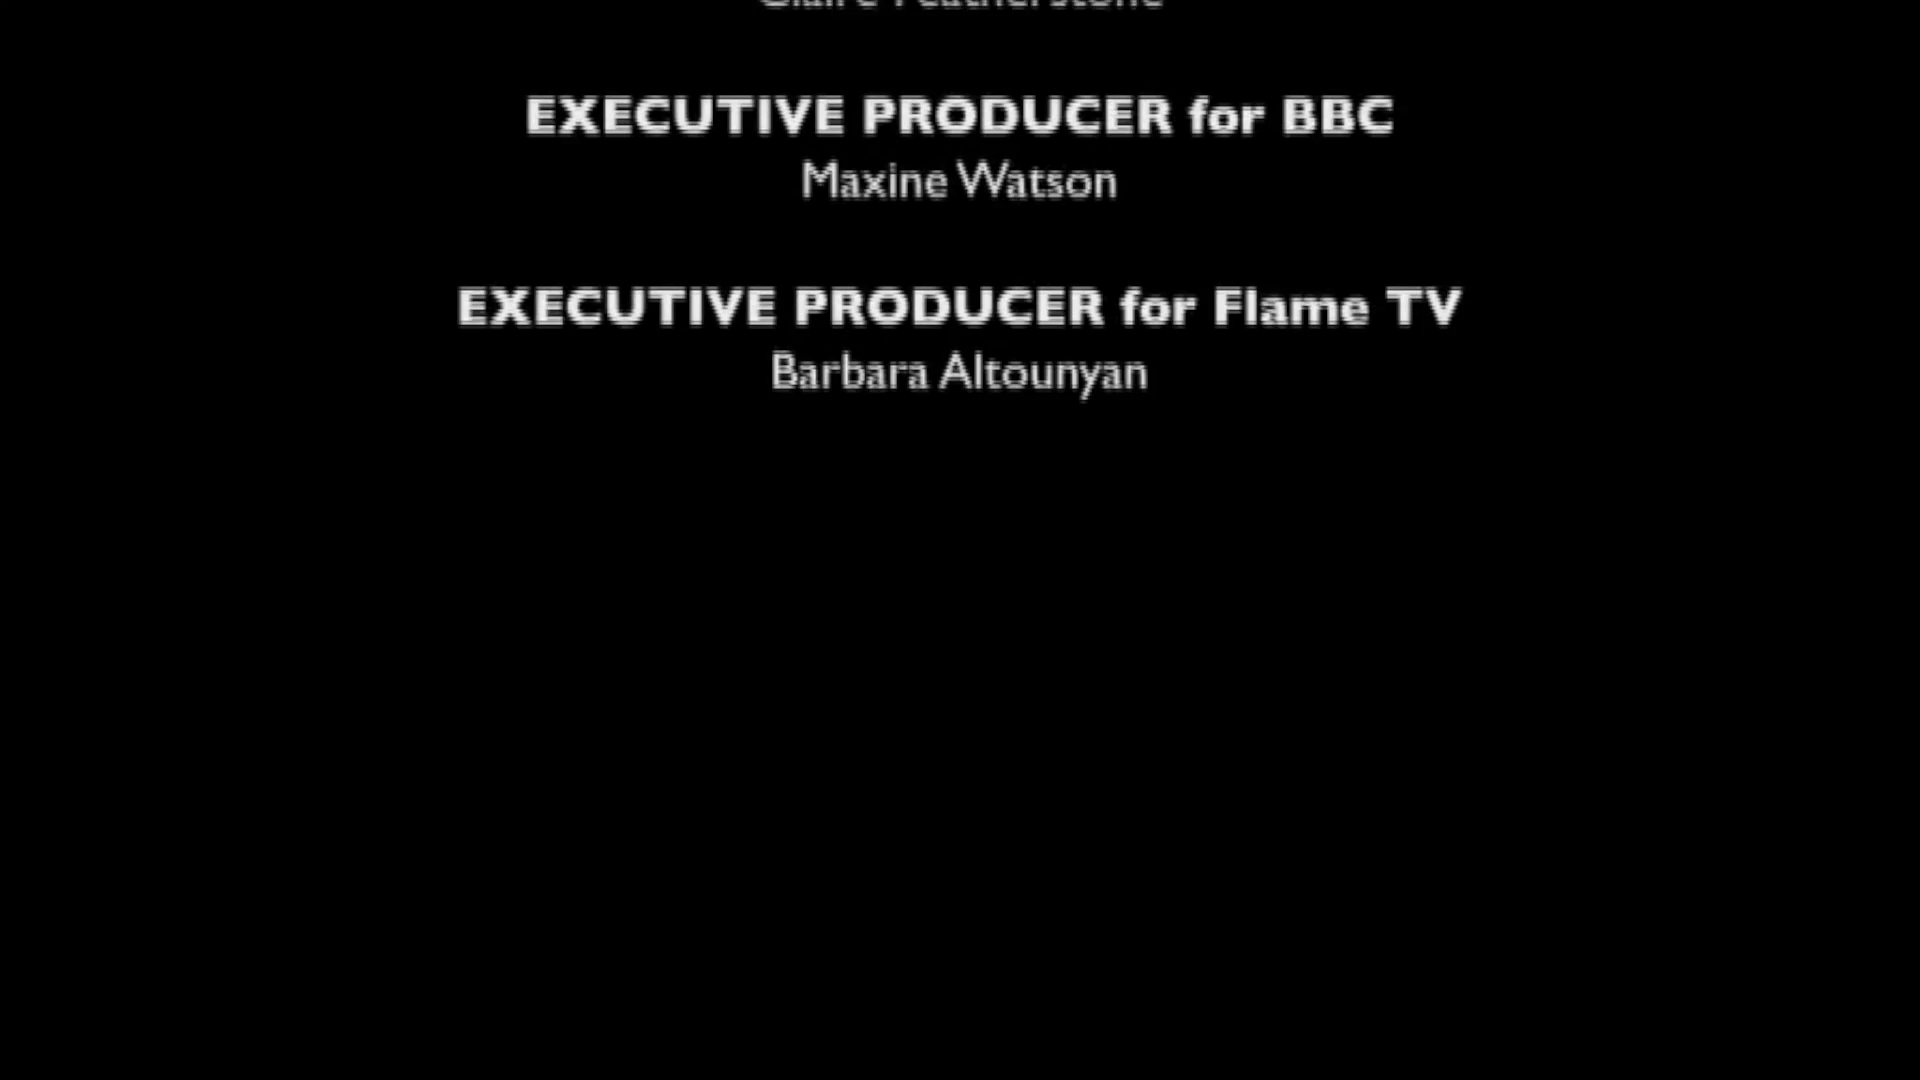 EXECUTIVE PRODUCER for BBC
Maxine Watson
EXECUTIVE PRODUCER for Flame TV
Barbara Altounyan